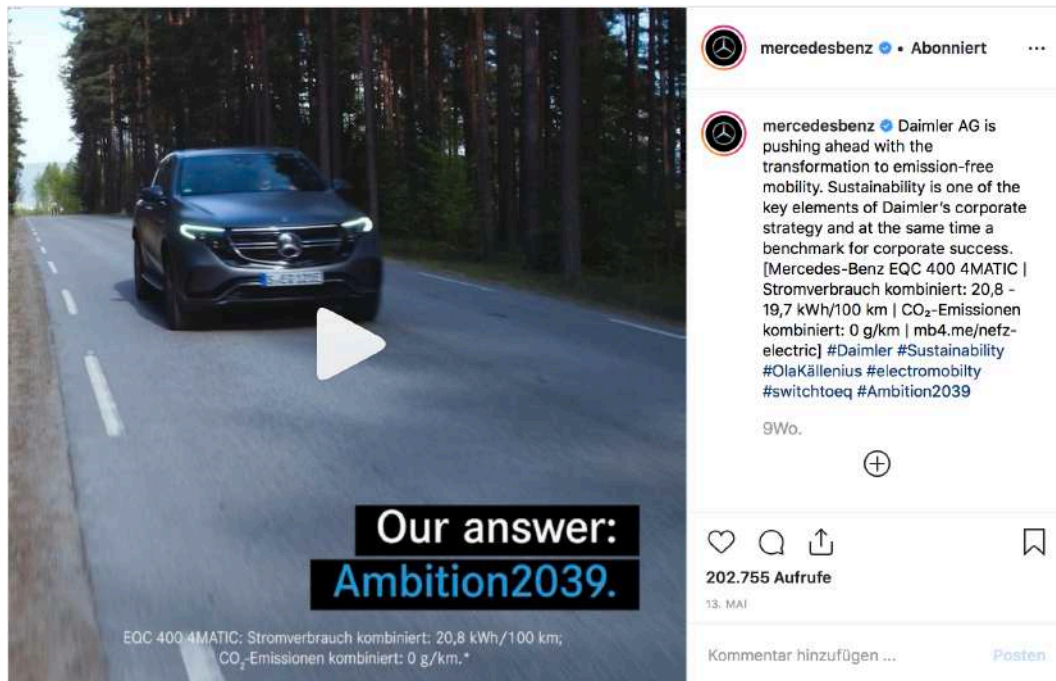 Our answer:
Ambition2039.
EQC 400 4MATIC: Stromverbrauch kombiniert: 20,8 kWh/100 km;
CO₂-Emissionen kombiniert: 0 g/km.*
mercedesbenz • Abonniert
mercedesbenz Daimler AG is
pushing ahead with the
transformation to emission-free
mobility. Sustainability is one of the
key elements of Daimler's corporate
strategy and at the same time a
benchmark for corporate success.
[Mercedes-Benz EQC 400 4MATIC |
Stromverbrauch kombiniert: 20,8 -
19,7 kWh/100 km | CO₂-Emissionen
kombiniert: 0 g/km | mb4.me/nefz-
electric] #Daimler #Sustainability
#OlaKällenius #electromobilty
#switchtoeq #Ambition2039
9Wo.
202.755 Aufrufe
13. MAI
Kommentar hinzufügen ...
Posten